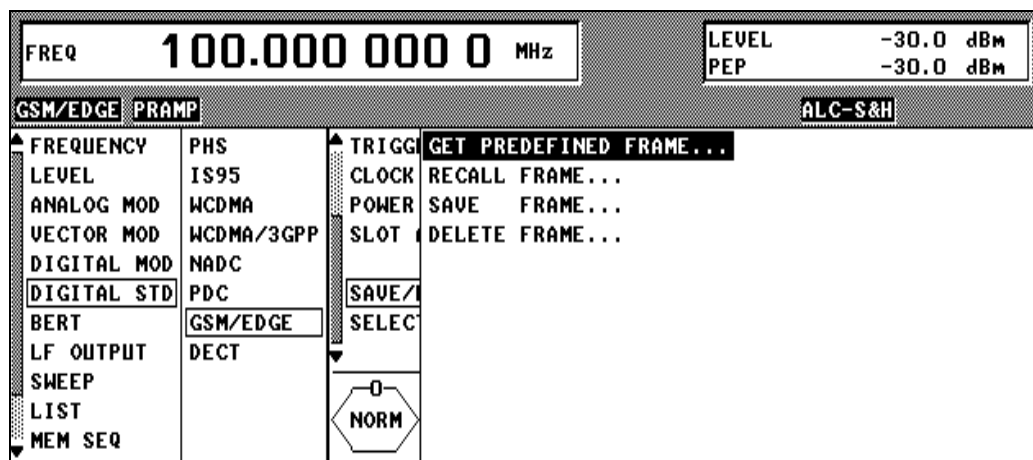 FREQ 100.000 000 0 MHz
LEVEL -30.0 dBm
PEP -30.0 dBm
GSM/EDGE PRAMP ALC-S&H
FREQUENCY
LEVEL
ANALOG MOD
VECTOR MOD
DIGITAL MOD
DIGITAL STD
BERT
LF OUTPUT
SWEEP
LIST
MEM SEQ
PHS
IS95
WCDMA
WCDMA/3GPP
NADC
PDC
GSM/EDGE
DECT
TRIGG
CLOCK
POWER
SLOT
SAVE/
SELECT
0
NORM
GET PREDEFINED FRAME...
RECALL FRAME...
SAVE FRAME...
DELETE FRAME...